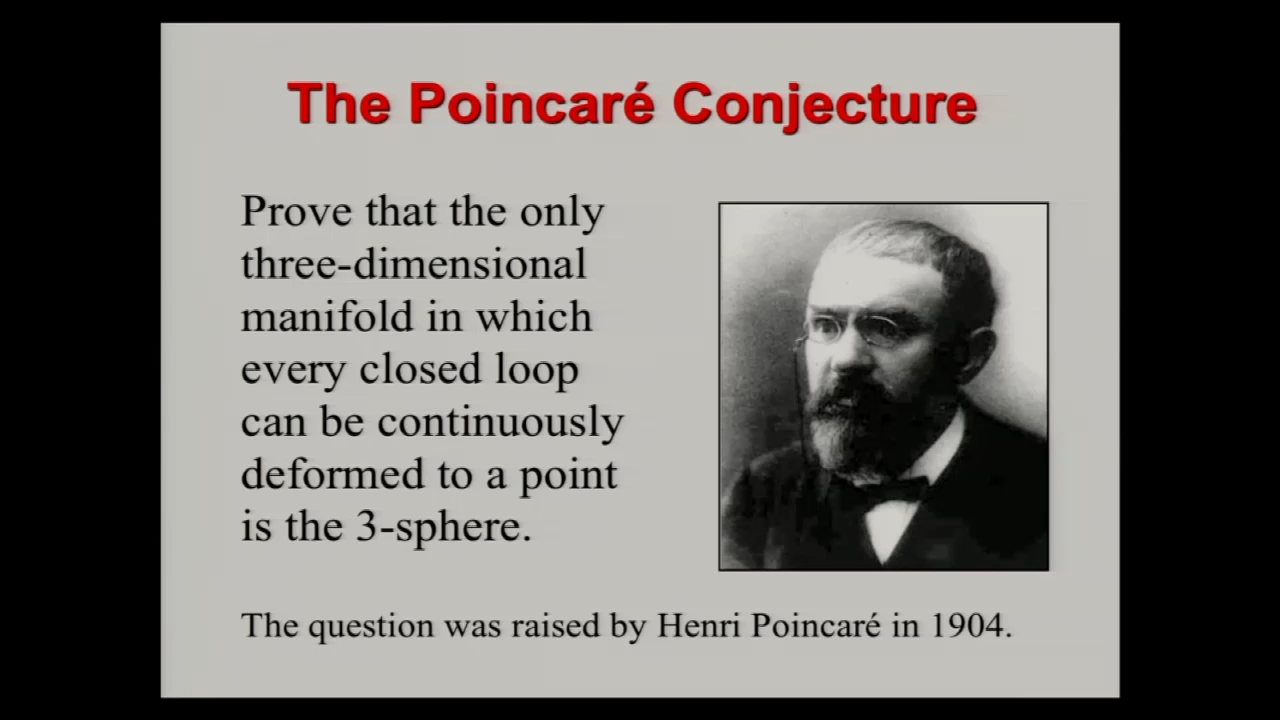 The Poincaré Conjecture
Prove that the only
three-dimensional
manifold in which
every closed loop
can be continuously
deformed to a point
is the 3-sphere.
The question was raised by Henri Poincaré in 1904.